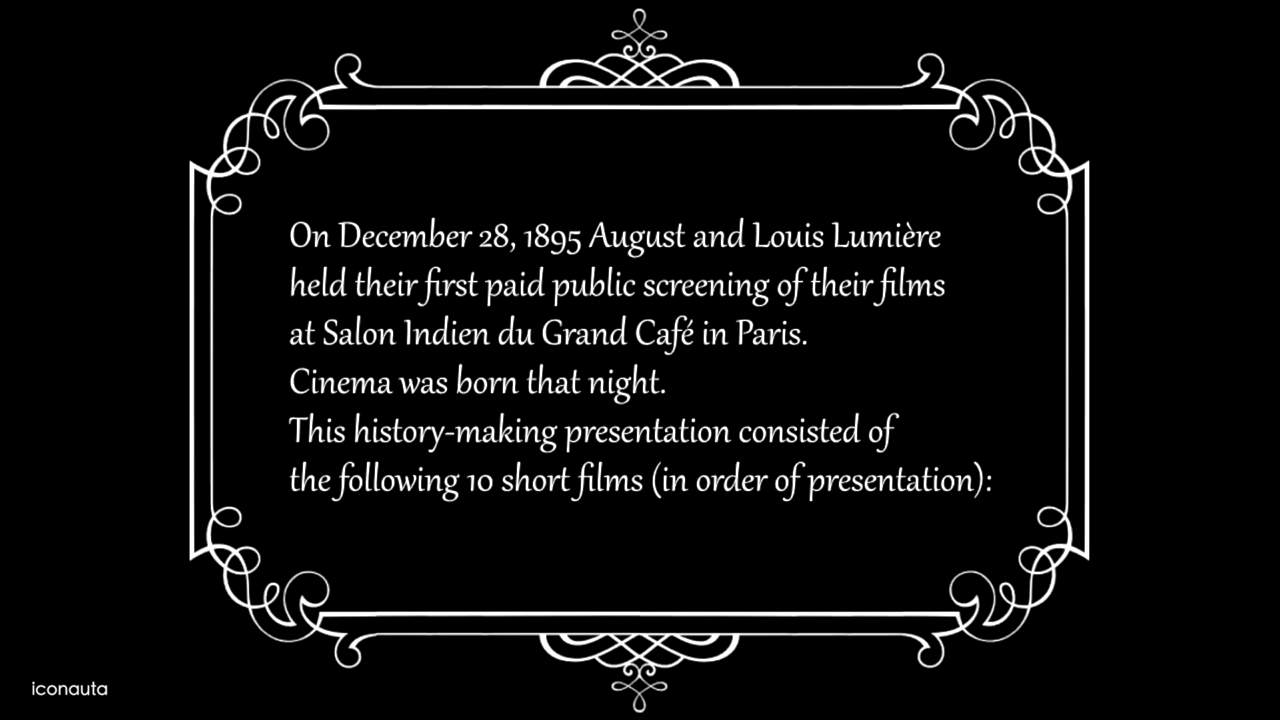 On December 28, 1895 August and Louis Lumière
held their first paid public screening of their films
at Salon Indien du Grand Café in Paris.
Cinema was born that night.
This history-making presentation consisted of
the following 10 short films (in order of presentation):
iconauta